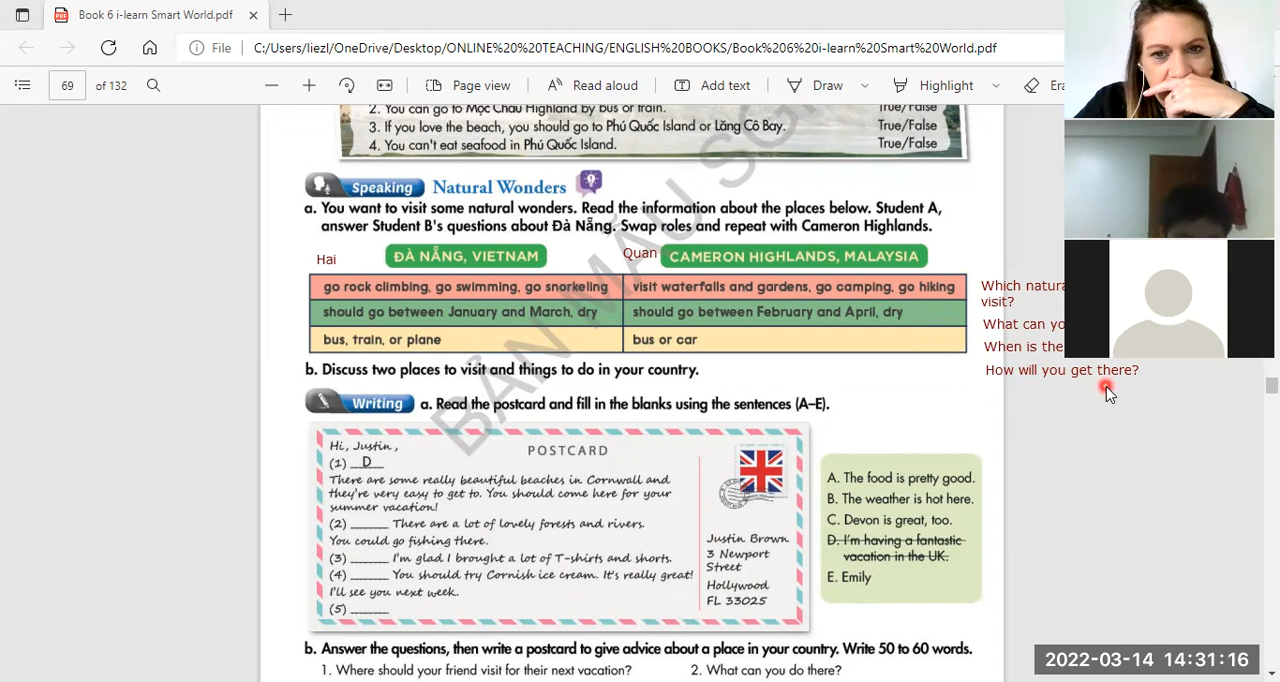 Book 6 i-learn Smart World.pdf
File C:/Users/liezl/OneDrive/Desktop/ONLINE%20%20TEACHING/ENGLISH%20BOOKS/Book%206%20i-learn%20Smart%20World.pdf
69 of 132 Page view Read aloud Add text Draw Highlight Era
2. You can go to Mộc Châu Highland by bus or train. True/False
3. If you love the beach, you should go to Phú Quốc Island or Lăng Cô Bay. True/False
4. You can't eat seafood in Phú Quốc Island. True/False
BẢN MẪU SG
Speaking Natural Wonders
a. You want to visit some natural wonders. Read the information about the places below. Student A,
answer Student B's questions about Đà Nẵng. Swap roles and repeat with Cameron Highlands.
Hai ĐÀ NẴNG, VIETNAM Quan CAMERON HIGHLANDS, MALAYSIA
go rock climbing, go swimming, go snorkeling visit waterfalls and gardens, go camping, go hiking
should go between January and March, dry should go between February and April, dry
bus, train, or plane bus or car
Which natura
visit?
What can yo
When is the
How will you get there?
b. Discuss two places to visit and things to do in your country.
Writing a. Read the postcard and fill in the blanks using the sentences (A–E).
POSTCARD
Hi, Justin,
(1) D
There are some really beautiful beaches in Cornwall and
they're very easy to get to. You should come here for your
summer vacation!
(2) ______ There are a lot of lovely forests and rivers.
You could go fishing there.
(3) ______ I'm glad I brought a lot of T-shirts and shorts.
(4) ______ You should try Cornish ice cream. It's really great!
I'll see you next week.
(5) ______
Justin Brown
3 Newport
Street
Hollywood
FL 33025
A. The food is pretty good.
B. The weather is hot here.
C. Devon is great, too.
D. I'm having a fantastic
vacation in the UK.
E. Emily
b. Answer the questions, then write a postcard to give advice about a place in your country. Write 50 to 60 words.
1. Where should your friend visit for their next vacation? 2. What can you do there?
2022-03-14 14:31:16